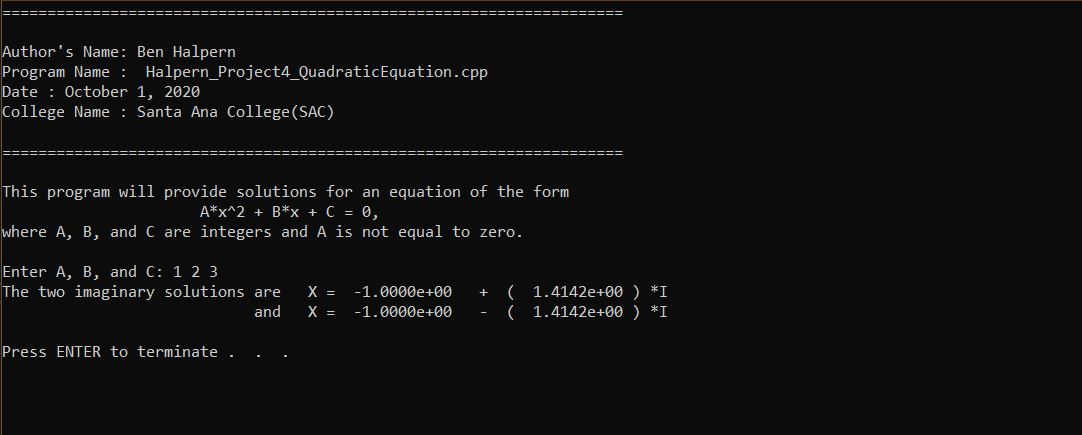 =====================================================================
Author's Name: Ben Halpern
Program Name :  Halpern_Project4_QuadraticEquation.cpp
Date : October 1, 2020
College Name : Santa Ana College(SAC)
=====================================================================
This program will provide solutions for an equation of the form
                      A*x^2 + B*x + C = 0,
where A, B, and C are integers and A is not equal to zero.
Enter A, B, and C: 1 2 3
The two imaginary solutions are   X =  -1.0000e+00   +  (  1.4142e+00 ) *I
                            and   X =  -1.0000e+00   -  (  1.4142e+00 ) *I
Press ENTER to terminate .  .  .